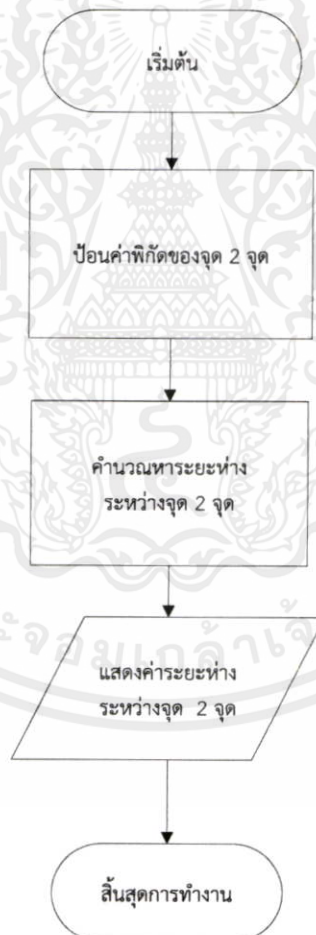 เริ่มต้น
ป้อนค่าพิกัดของจุด 2 จุด
คำนวณหาระยะห่าง
ระหว่างจุด 2 จุด
แสดงค่าระยะห่าง
ระหว่างจุด 2 จุด
สิ้นสุดการทำงาน